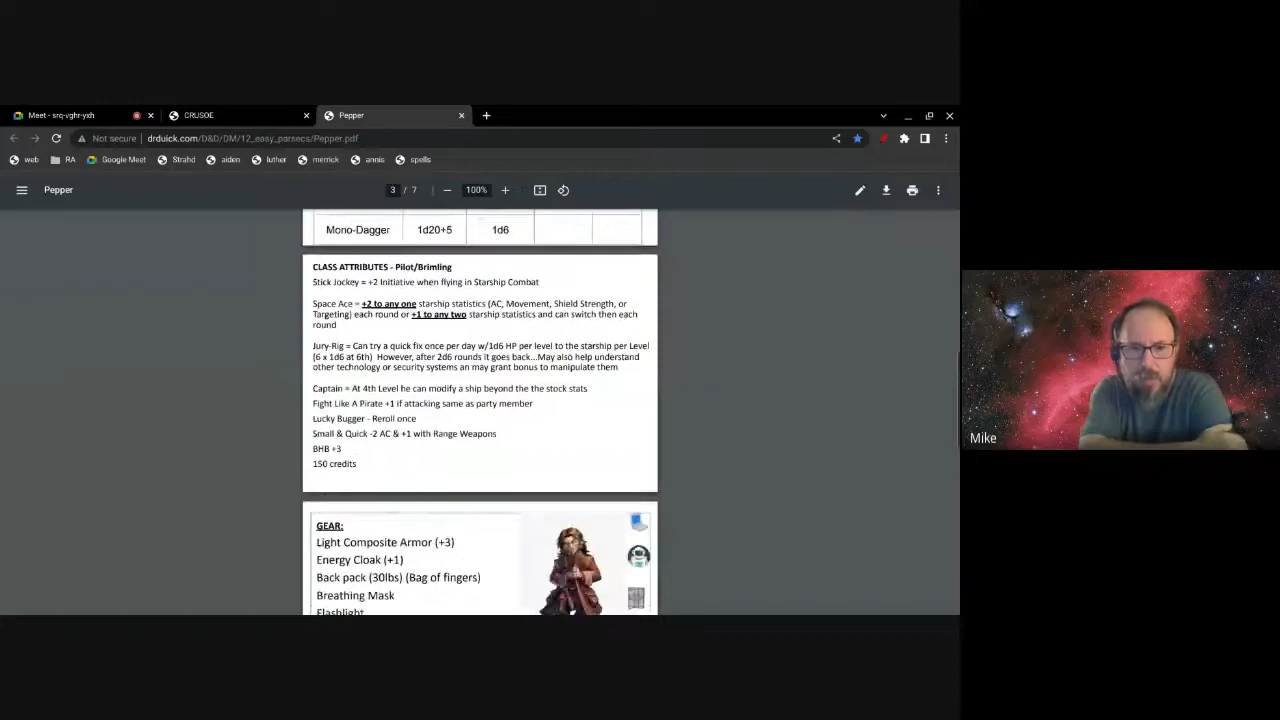 Meet - srq-vghr-yxh
CRUSOE
Pepper
Not secure
drduick.com/D&D/DM/12_easy_parsecs/Pepper.pdf
web
RA
Google Meet
Strahd
aiden
luther
merrick
annis
spells
Pepper
3 / 7
100%
Mono-Dagger 1d20+5 1d6
CLASS ATTRIBUTES - Pilot/Brimling
Stick Jockey = +2 Initiative when flying in Starship Combat
Space Ace = +2 to any one starship statistics (AC, Movement, Shield Strength, or
Targeting) each round or +1 to any two starship statistics and can switch then each
round
Jury-Rig = Can try a quick fix once per day w/1d6 HP per level to the starship per Level
(6 x 1d6 at 6th) However, after 2d6 rounds it goes back...May also help understand
other technology or security systems an may grant bonus to manipulate them
Captain = At 4th Level he can modify a ship beyond the the stock stats
Fight Like A Pirate +1 if attacking same as party member
Lucky Bugger - Reroll once
Small & Quick -2 AC & +1 with Range Weapons
BHB +3
150 credits
GEAR:
Light Composite Armor (+3)
Energy Cloak (+1)
Back pack (30lbs) (Bag of fingers)
Breathing Mask
Flashlight
Mike